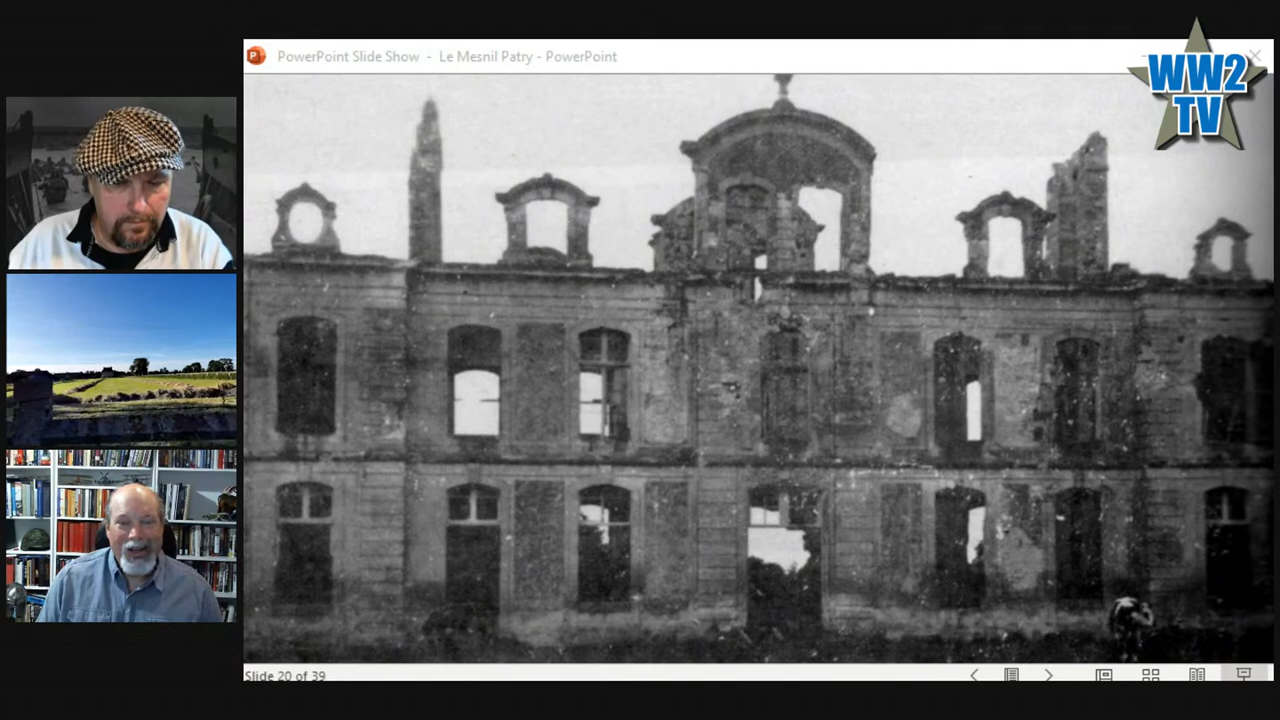 PowerPoint Slide Show - Le Mesnil Patry - PowerPoint
WW2
TV
Slide 20 of 39